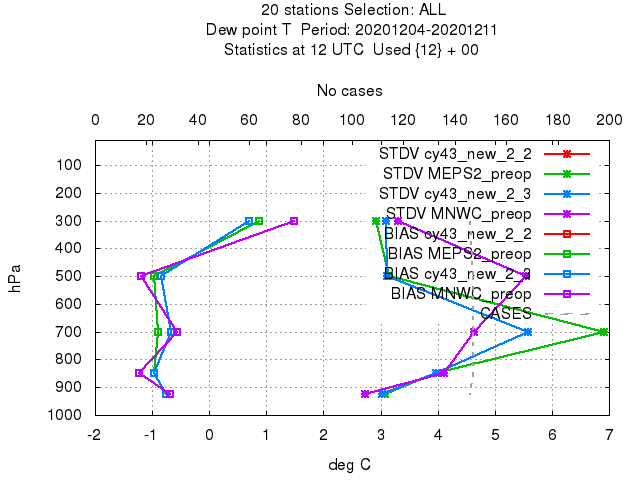 20 stations Selection: ALL
Dew point T  Period: 20201204-20201211
Statistics at 12 UTC  Used {12} + 00
No cases
0 20 40 60 80 100 120 140 160 180 200
STDV cy43_new_2_2
STDV MEPS2_preop
STDV cy43_new_2_3
STDV MNWC_preop
BIAS cy43_new_2_2
BIAS MEPS2_preop
BIAS cy43_new_2_3
BIAS MNWC_preop
CASES
hPa
100
200
300
400
500
600
700
800
900
1000
-2 -1 0 1 2 3 4 5 6 7
deg C